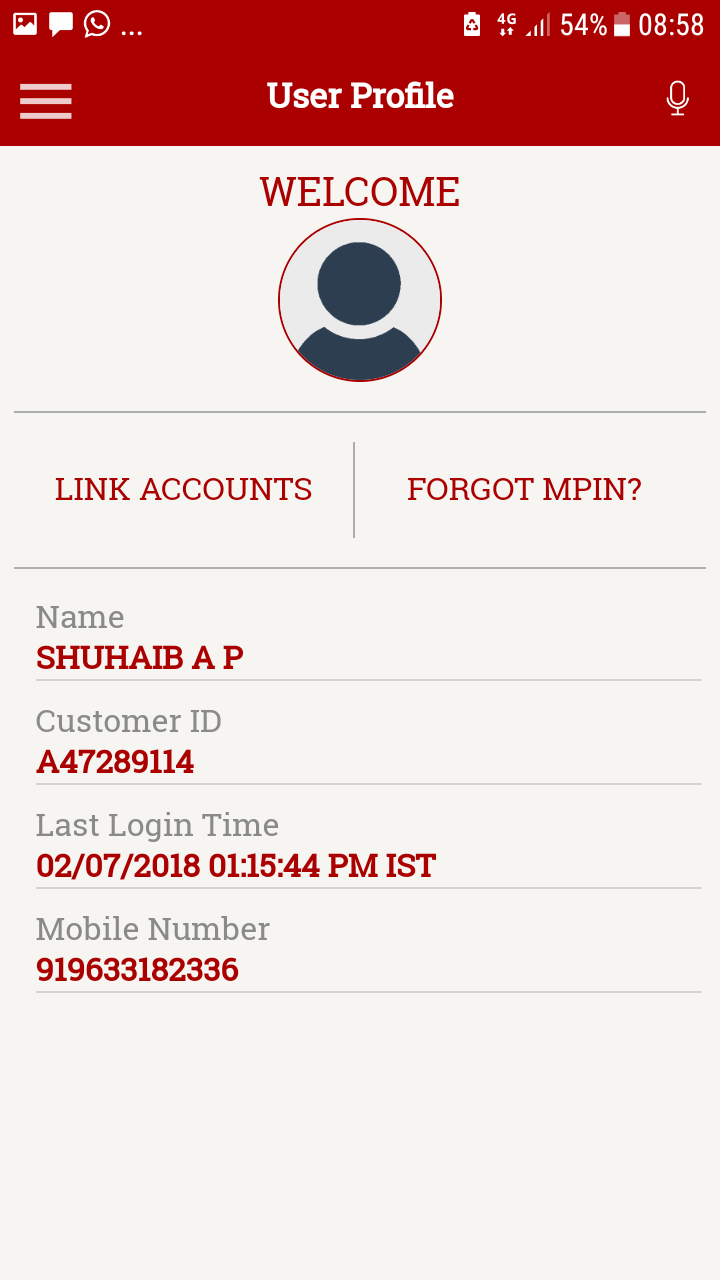 ... 4G 54% 08:58
User Profile
WELCOME
LINK ACCOUNTS
FORGOT MPIN?
Name
SHUHAIB A P
Customer ID
A47289114
Last Login Time
02/07/2018 01:15:44 PM IST
Mobile Number
919633182336